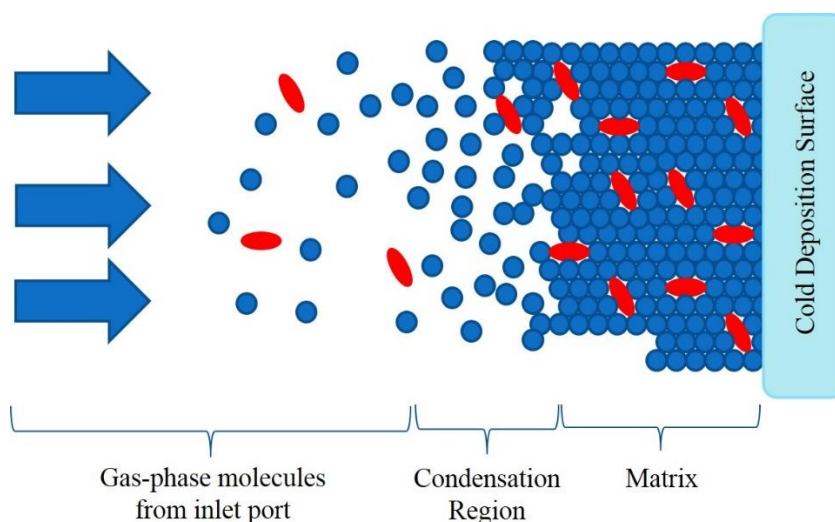 Cold Deposition Surface
Gas-phase molecules
from inlet port
Condensation
Region
Matrix